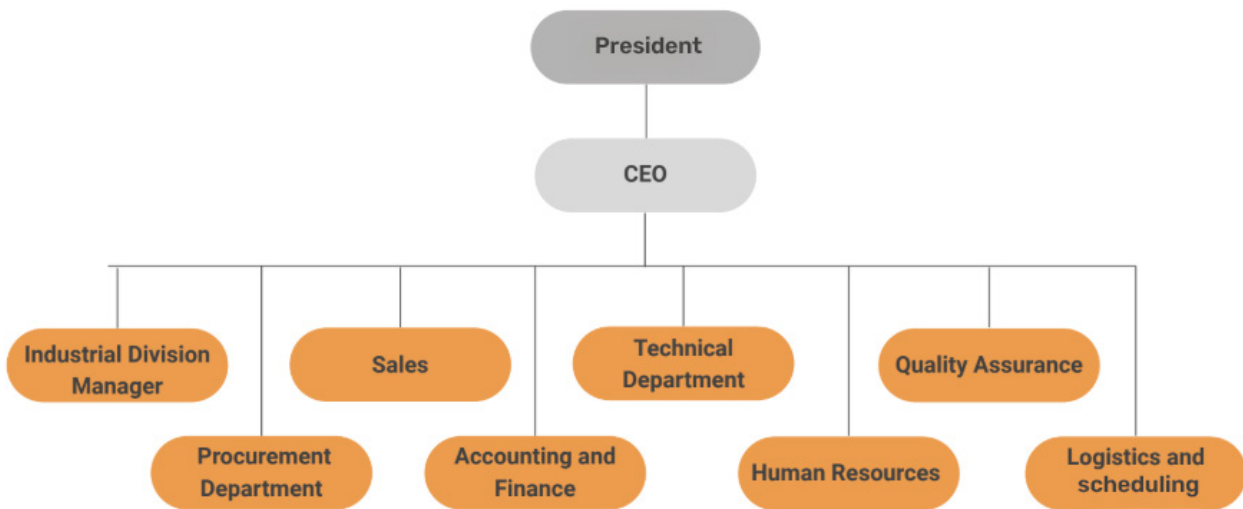 President
CEO
Industrial Division
Manager
Sales
Technical
Department
Quality Assurance
Procurement
Department
Accounting and
Finance
Human Resources
Logistics and
scheduling